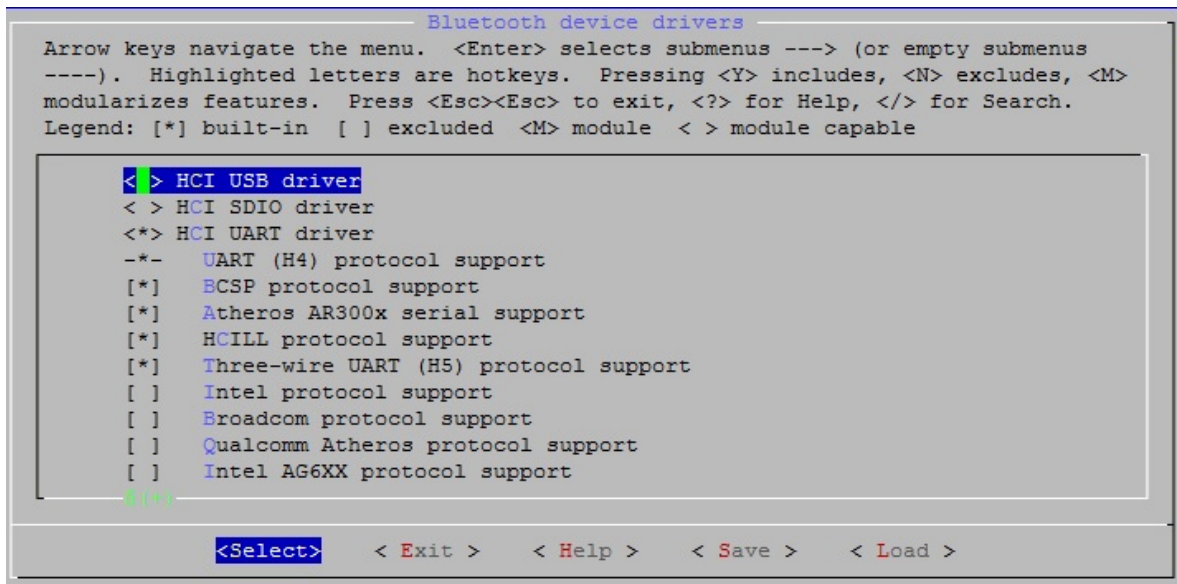 Bluetooth device drivers
Arrow keys navigate the menu.  <Enter> selects submenus ---> (or empty submenus
----).  Highlighted letters are hotkeys.  Pressing <Y> includes, <N> excludes, <M>
modularizes features.  Press <Esc><Esc> to exit, <?> for Help, </> for Search.
Legend: [*] built-in  [ ] excluded  <M> module  < > module capable
< > HCI USB driver
< > HCI SDIO driver
<*> HCI UART driver
-*-   UART (H4) protocol support
[*]   BCSP protocol support
[*]   Atheros AR300x serial support
[*]   HCILL protocol support
[*]   Three-wire UART (H5) protocol support
[ ]   Intel protocol support
[ ]   Broadcom protocol support
[ ]   Qualcomm Atheros protocol support
[ ]   Intel AG6XX protocol support
(+)
<Select>    < Exit >    < Help >    < Save >    < Load >